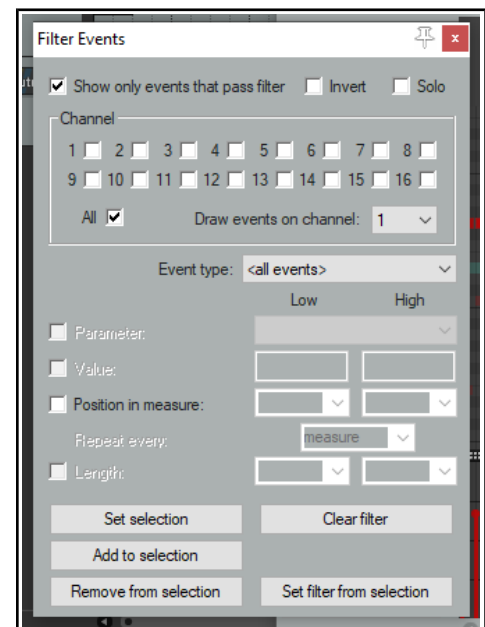 Filter Events x
Show only events that pass filter Invert Solo
Channel
1 2 3 4 5 6 7 8
9 10 11 12 13 14 15 16
All Draw events on channel: 1
Event type: <all events>
Low High
Parameter:
Value:
Position in measure:
Repeat every: measure
Length:
Set selection Clear filter
Add to selection
Remove from selection Set filter from selection